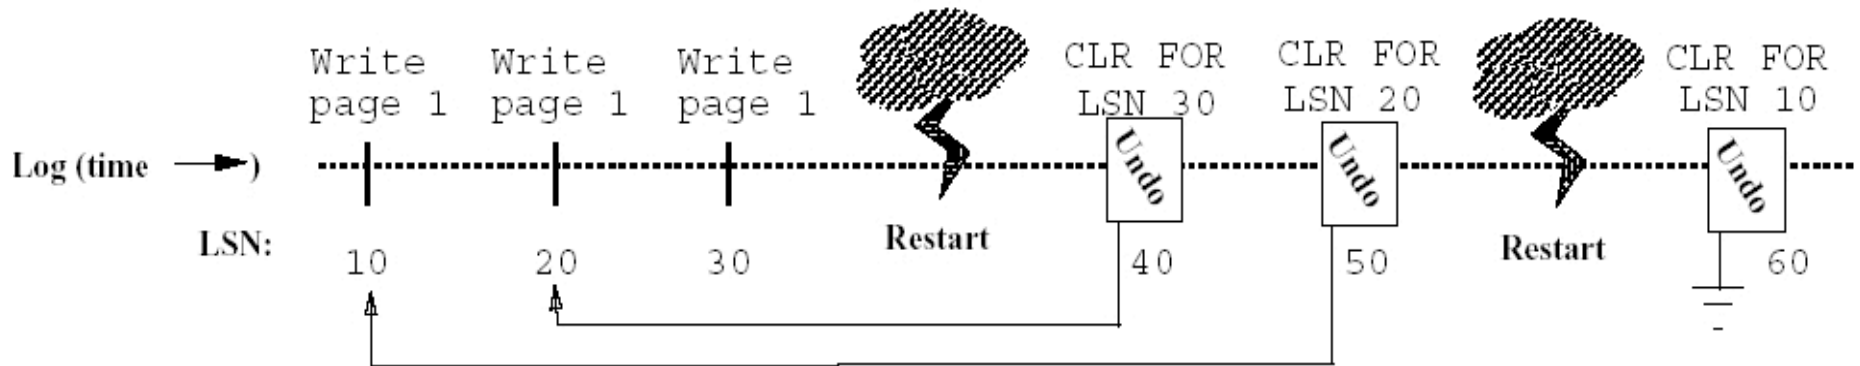 Write
page 1
Write
page 1
Write
page 1
CLR FOR
LSN 30
CLR FOR
LSN 20
CLR FOR
LSN 10
Log (time )
Undo
Undo
Undo
Restart
Restart
LSN:
10
20
30
40
50
60